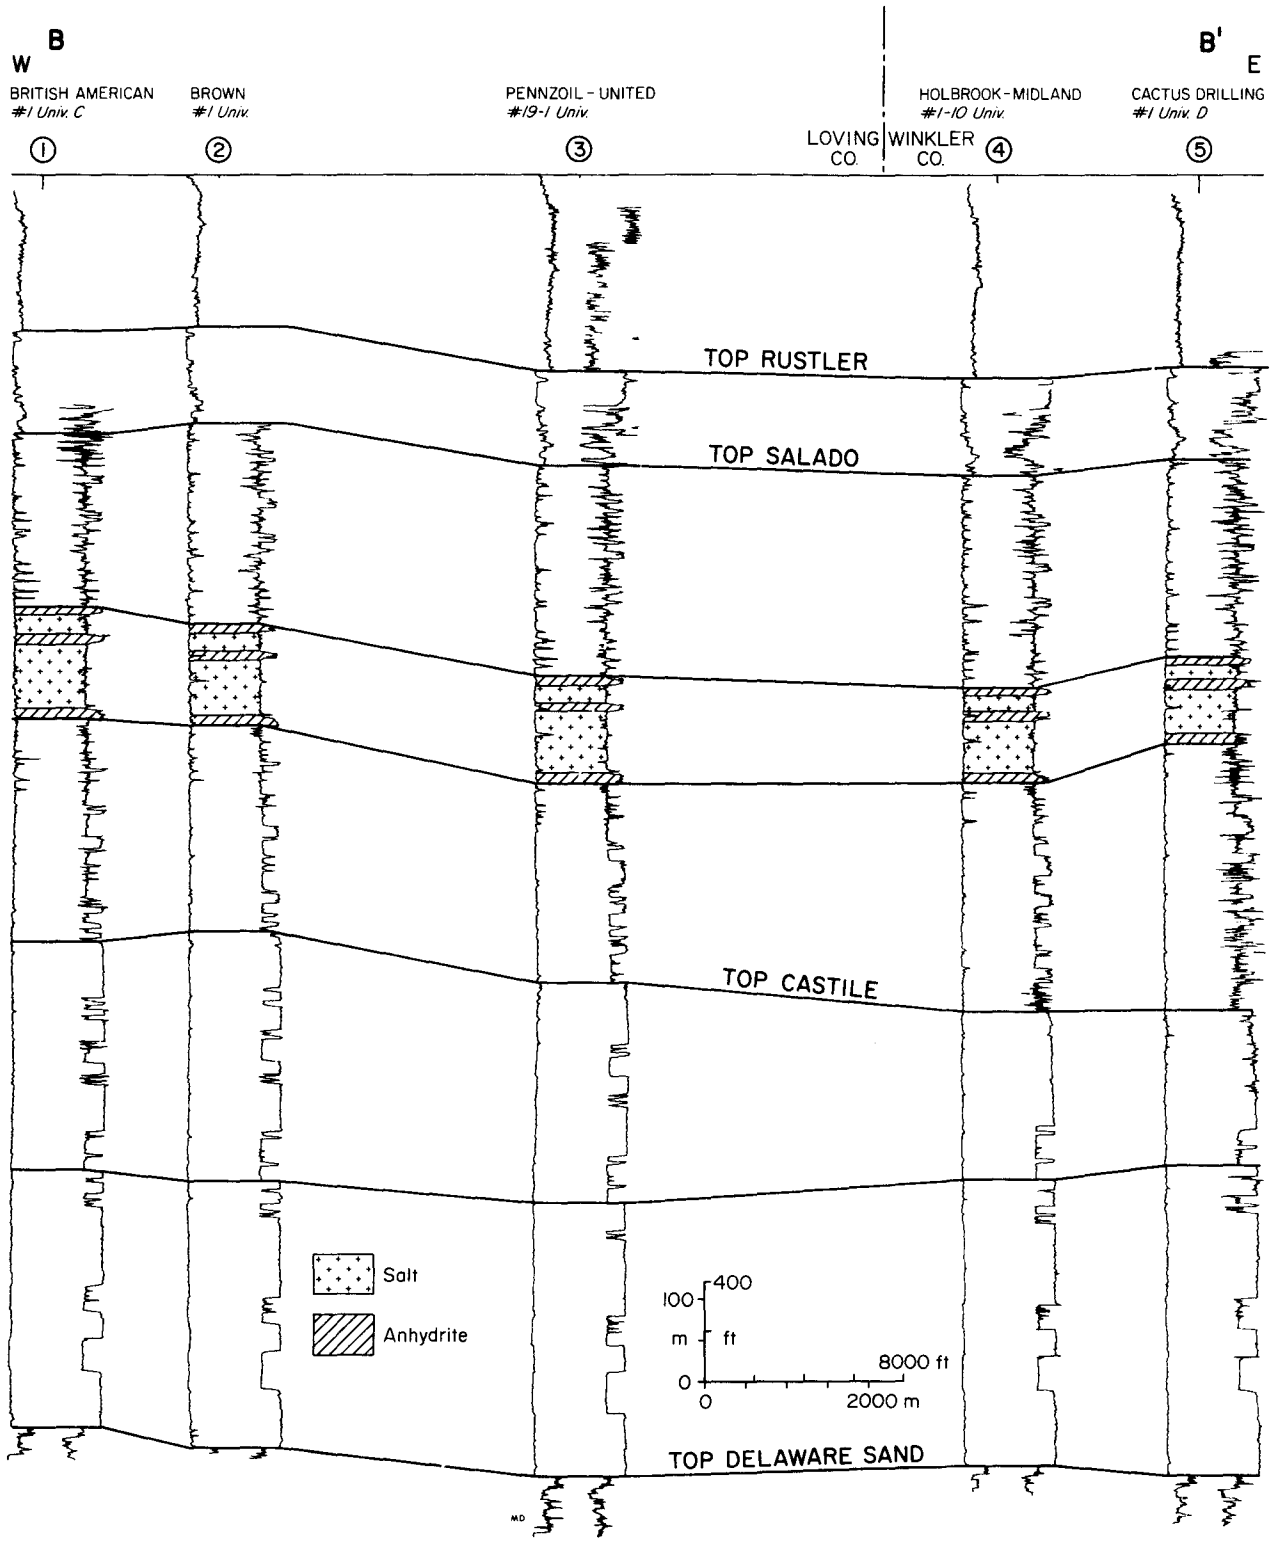 B
B'
W
E
BRITISH AMERICAN
#1 Univ. C
BROWN
#1 Univ.
PENNZOIL - UNITED
#19-1 Univ.
HOLBROOK-MIDLAND
#1-10 Univ.
CACTUS DRILLING
#1 Univ. D
1
2
3
LOVING
CO.
WINKLER
CO.
4
5
TOP RUSTLER
TOP SALADO
TOP CASTILE
Salt
Anhydrite
400
100
m
ft
0
8000 ft
0
2000 m
TOP DELAWARE SAND
MD